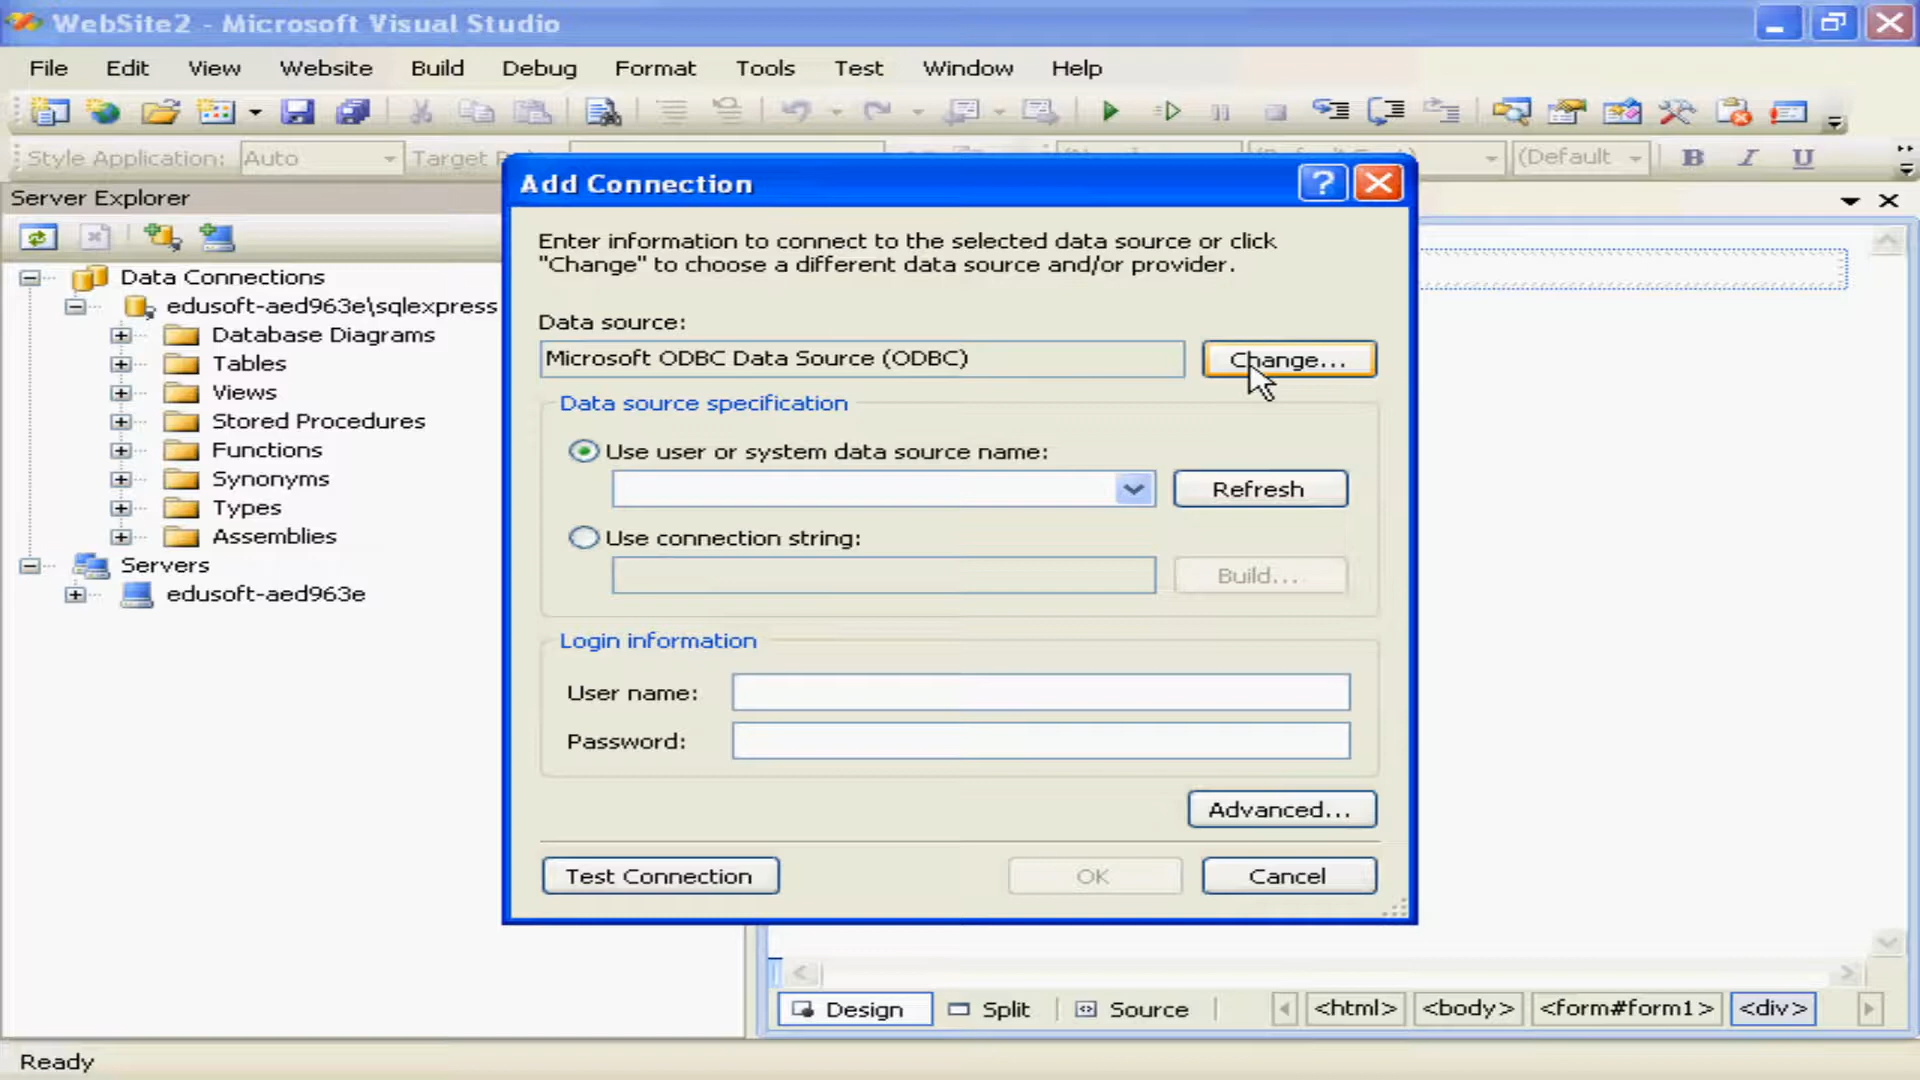 WebSite2 - Microsoft Visual Studio
File Edit View Website Build Debug Format Tools Test Window Help
Style Application: Auto Target (Default B I U
Server Explorer
Data Connections
edusoft-aed963e\sqlexpress
Database Diagrams
Tables
Views
Stored Procedures
Functions
Synonyms
Types
Assemblies
Servers
edusoft-aed963e
Add Connection
?
Enter information to connect to the selected data source or click
"Change" to choose a different data source and/or provider.
Data source:
Microsoft ODBC Data Source (ODBC) Change...
Data source specification
Use user or system data source name:
Refresh
Use connection string:
Build...
Login information
User name:
Password:
Advanced...
Test Connection OK Cancel
Design Split Source <html> <body> <form#form1> <div>
Ready